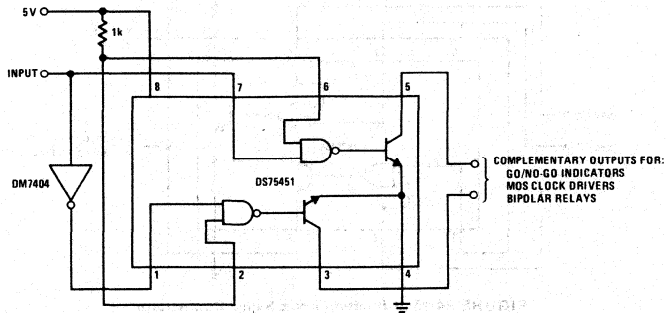 5V
1k
INPUT
8
7
6
5
DM7404
DS75451
COMPLEMENTARY OUTPUTS FOR:
GO/NO-GO INDICATORS
MOS CLOCK DRIVERS
BIPOLAR RELAYS
1
2
3
4